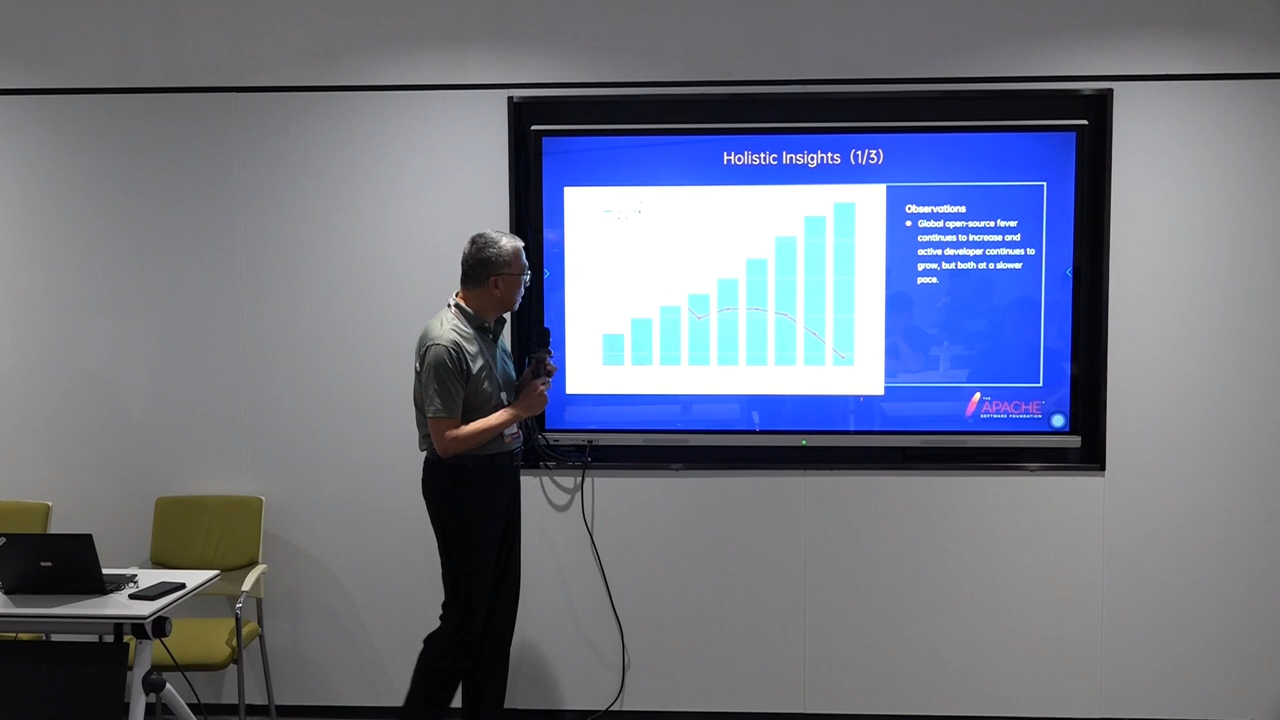 Holistic Insights (1/3)
Observations
Global open-source fever
continues to increase and
active developer continues to
grow, but both at a slower
pace.
THE
APACHE
SOFTWARE FOUNDATION